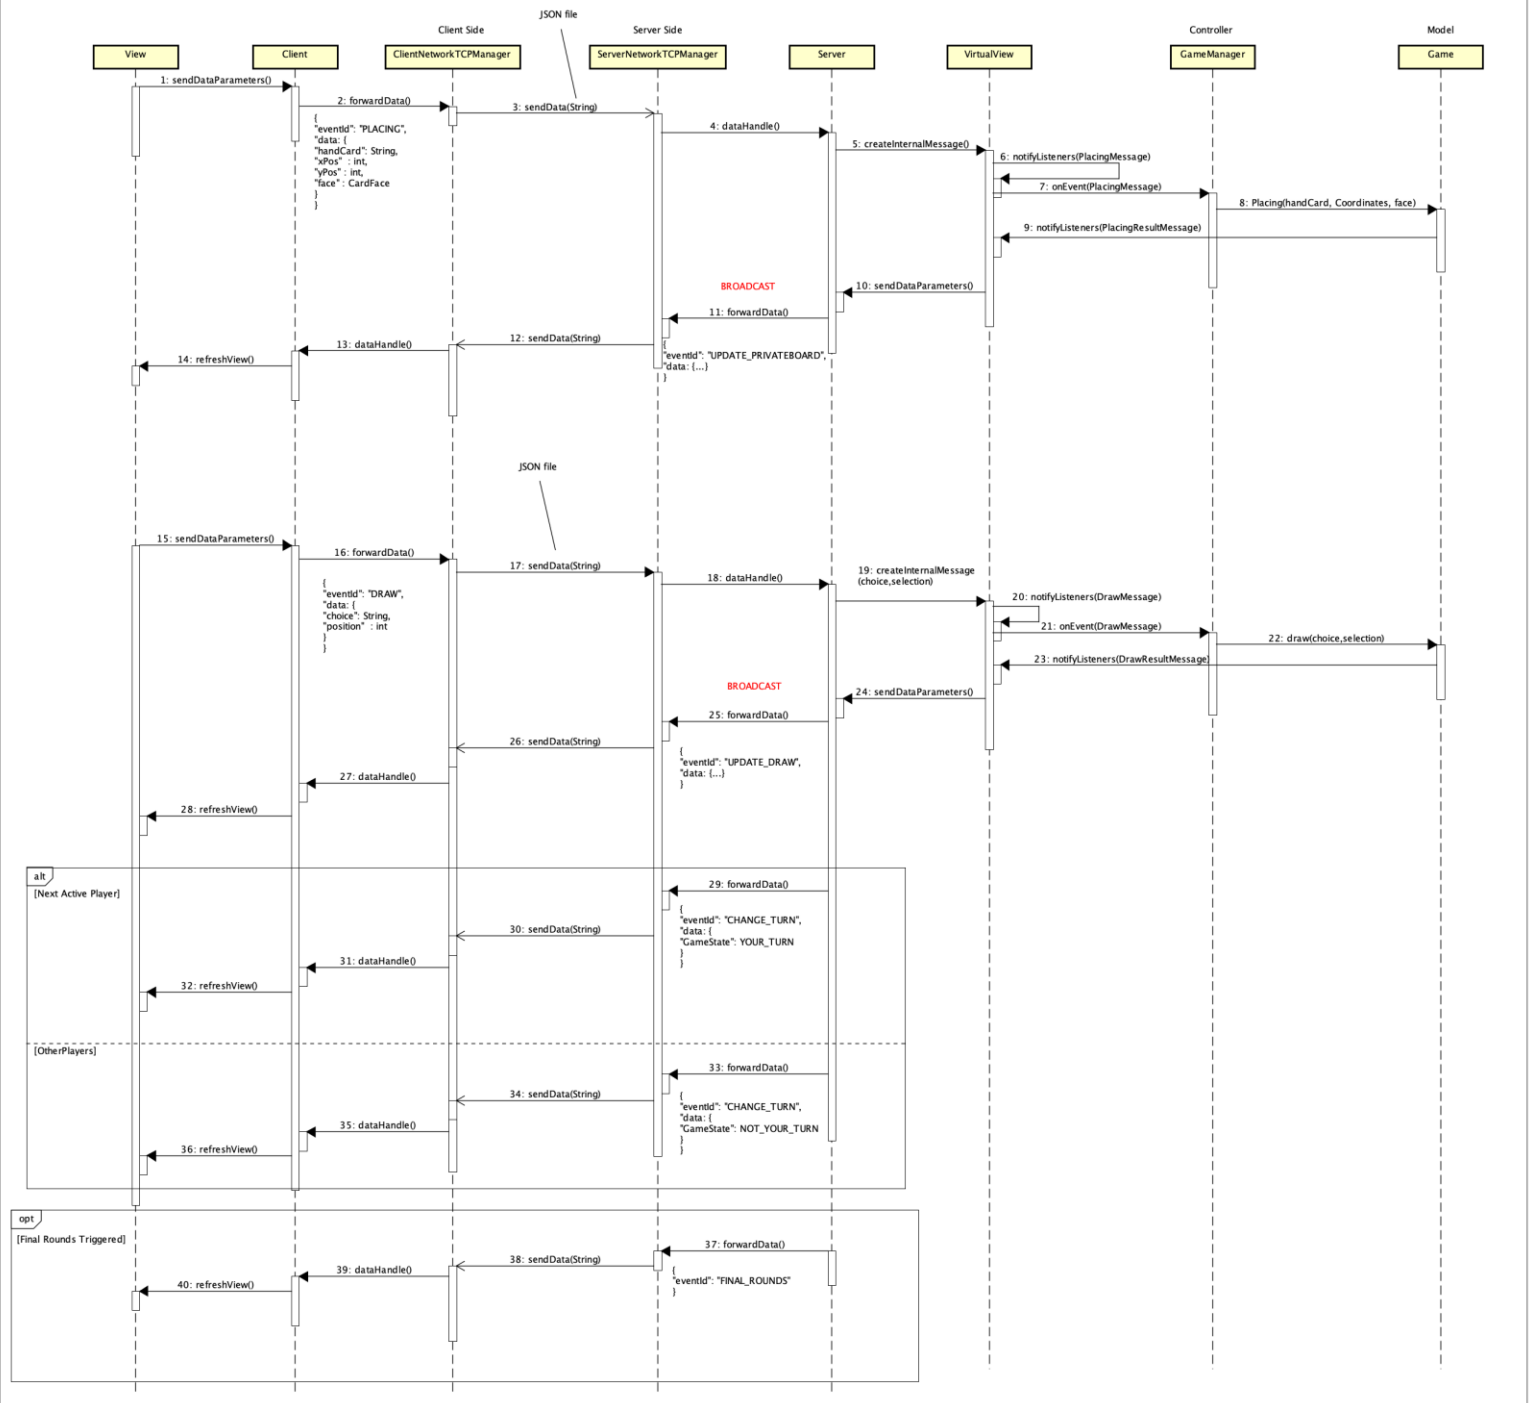 JSON file
Client Side
Server Side
Controller
Model
View
Client
ClientNetworkTCPManager
ServerNetworkTCPManager
Server
VirtualView
GameManager
Game
1: sendDataParameters()
2: forwardData()
{
"eventId": "PLACING",
"data: {
"handCard": String,
"xPos" : int,
"yPos" : int,
"face" : CardFace
}
}
3: sendData(String)
4: dataHandle()
5: createInternalMessage()
6: notifyListeners(PlacingMessage)
7: onEvent(PlacingMessage)
8: Placing(handCard, Coordinates, face)
9: notifyListeners(PlacingResultMessage)
BROADCAST
10: sendDataParameters()
11: forwardData()
12: sendData(String)
{
"eventId": "UPDATE_PRIVATEBOARD",
"data: {...}
}
13: dataHandle()
14: refreshView()
JSON file
15: sendDataParameters()
16: forwardData()
{
"eventId": "DRAW",
"data: {
"choice": String,
"position" : int
}
}
17: sendData(String)
18: dataHandle()
19: createInternalMessage
(choice,selection)
20: notifyListeners(DrawMessage)
21: onEvent(DrawMessage)
22: draw(choice,selection)
23: notifyListeners(DrawResultMessage)
BROADCAST
24: sendDataParameters()
25: forwardData()
26: sendData(String)
{
"eventId": "UPDATE_DRAW",
"data: {...}
}
27: dataHandle()
28: refreshView()
alt
[Next Active Player]
29: forwardData()
{
"eventId": "CHANGE_TURN",
"data: {
"GameState": YOUR_TURN
}
}
30: sendData(String)
31: dataHandle()
32: refreshView()
[OtherPlayers]
33: forwardData()
34: sendData(String)
{
"eventId": "CHANGE_TURN",
"data: {
"GameState": NOT_YOUR_TURN
}
}
35: dataHandle()
36: refreshView()
opt
[Final Rounds Triggered]
37: forwardData()
38: sendData(String)
{
"eventId": "FINAL_ROUNDS"
}
39: dataHandle()
40: refreshView()